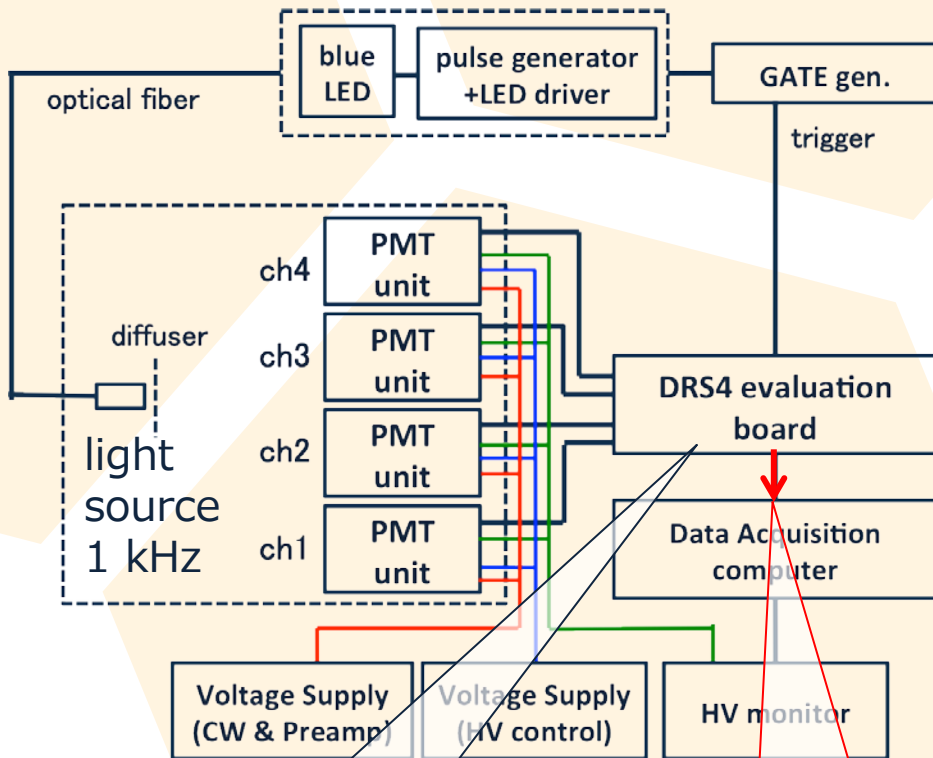 blue
LED
pulse generator
+LED driver
GATE gen.
optical fiber
trigger
ch4
PMT
unit
diffuser
ch3
PMT
unit
DRS4 evaluation
board
light
source
1 kHz
ch2
PMT
unit
ch1
PMT
unit
Data Acquisition
computer
Voltage Supply
(CW & Preamp)
Voltage Supply
(HV control)
HV monitor